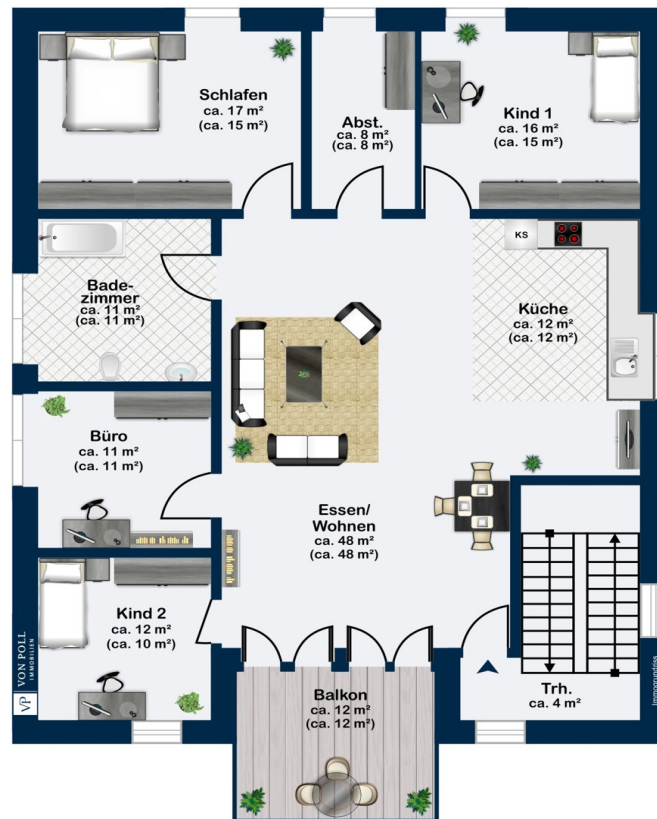 Schlafen
ca. 17 m²
(ca. 15 m²)
Abst.
ca. 8 m²
(ca. 8 m²)
Kind 1
ca. 16 m²
(ca. 15 m²)
KS
Bade-
zimmer
ca. 11 m²
(ca. 11 m²)
Küche
ca. 12 m²
(ca. 12 m²)
Büro
ca. 11 m²
(ca. 11 m²)
Essen/
Wohnen
ca. 48 m²
(ca. 48 m²)
Kind 2
ca. 12 m²
(ca. 10 m²)
Balkon
ca. 12 m²
(ca. 12 m²)
Trh.
ca. 4 m²
VP VON POLL
IMMOBILIEN
Immogrundriss